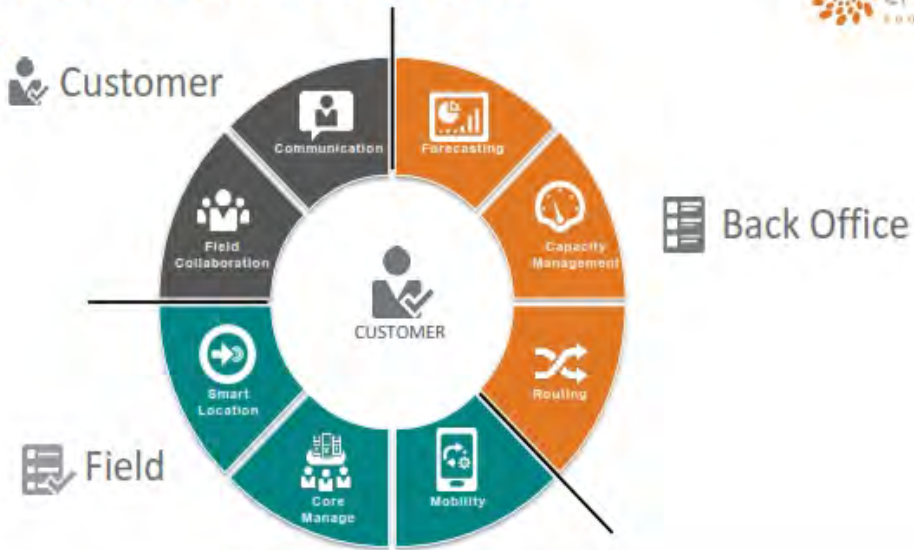 Customer
Communication
Forecasting
Field
Collaboration
Capacity
Management
Back Office
CUSTOMER
Smart
Location
Routing
Field
Core
Manage
Mobility